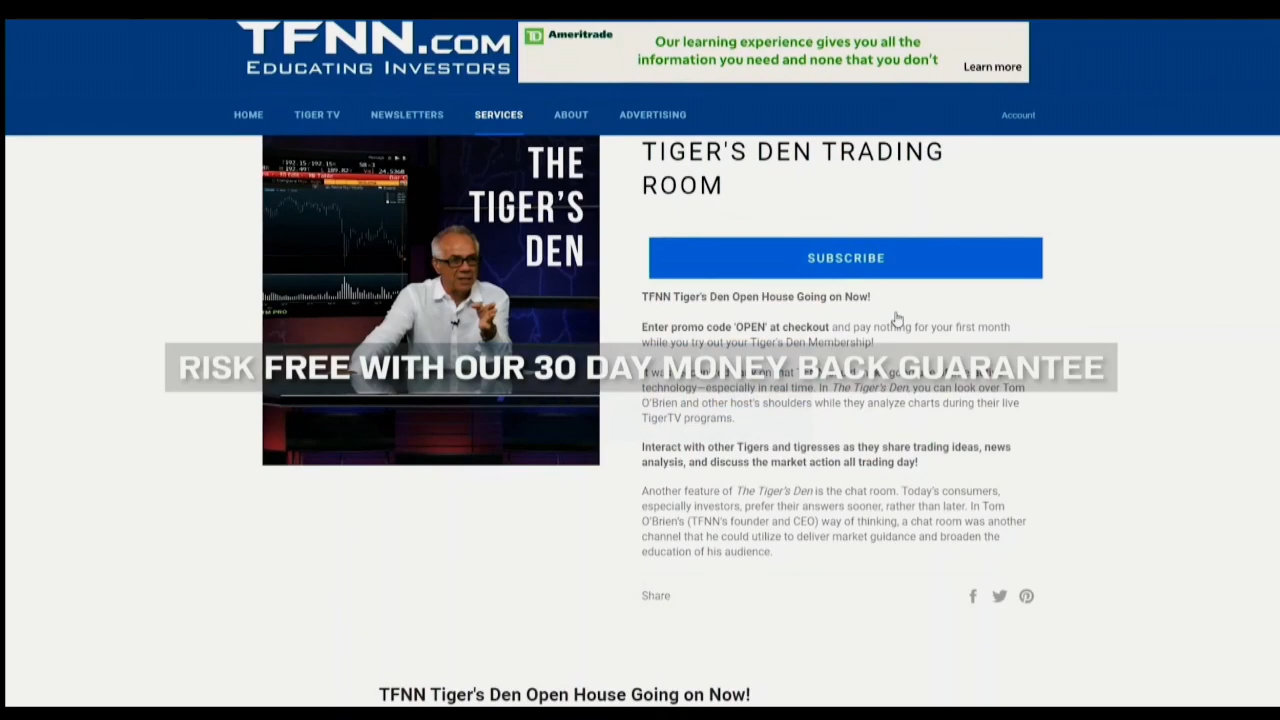 TFNN.COM
EDUCATING INVESTORS
TD Ameritrade
Our learning experience gives you all the
information you need and none that you don't
Learn more
HOME
TIGER TV
NEWSLETTERS
SERVICES
ABOUT
ADVERTISING
Account
THE
TIGER'S
DEN
TIGER'S DEN TRADING
ROOM
SUBSCRIBE
TFNN Tiger's Den Open House Going on Now!
Enter promo code 'OPEN' at checkout and pay nothing for your first month
while you try out your Tiger's Den Membership!
RISK FREE WITH OUR 30 DAY MONEY BACK GUARANTEE
technology—especially in real time. In The Tiger's Den, you can look over Tom
O'Brien and other host's shoulders while they analyze charts during their live
TigerTV programs.
Interact with other Tigers and tigresses as they share trading ideas, news
analysis, and discuss the market action all trading day!
Another feature of The Tiger's Den is the chat room. Today's consumers,
especially investors, prefer their answers sooner, rather than later. In Tom
O'Brien's (TFNN's founder and CEO) way of thinking, a chat room was another
channel that he could utilize to deliver market guidance and broaden the
education of his audience.
Share
TFNN Tiger's Den Open House Going on Now!